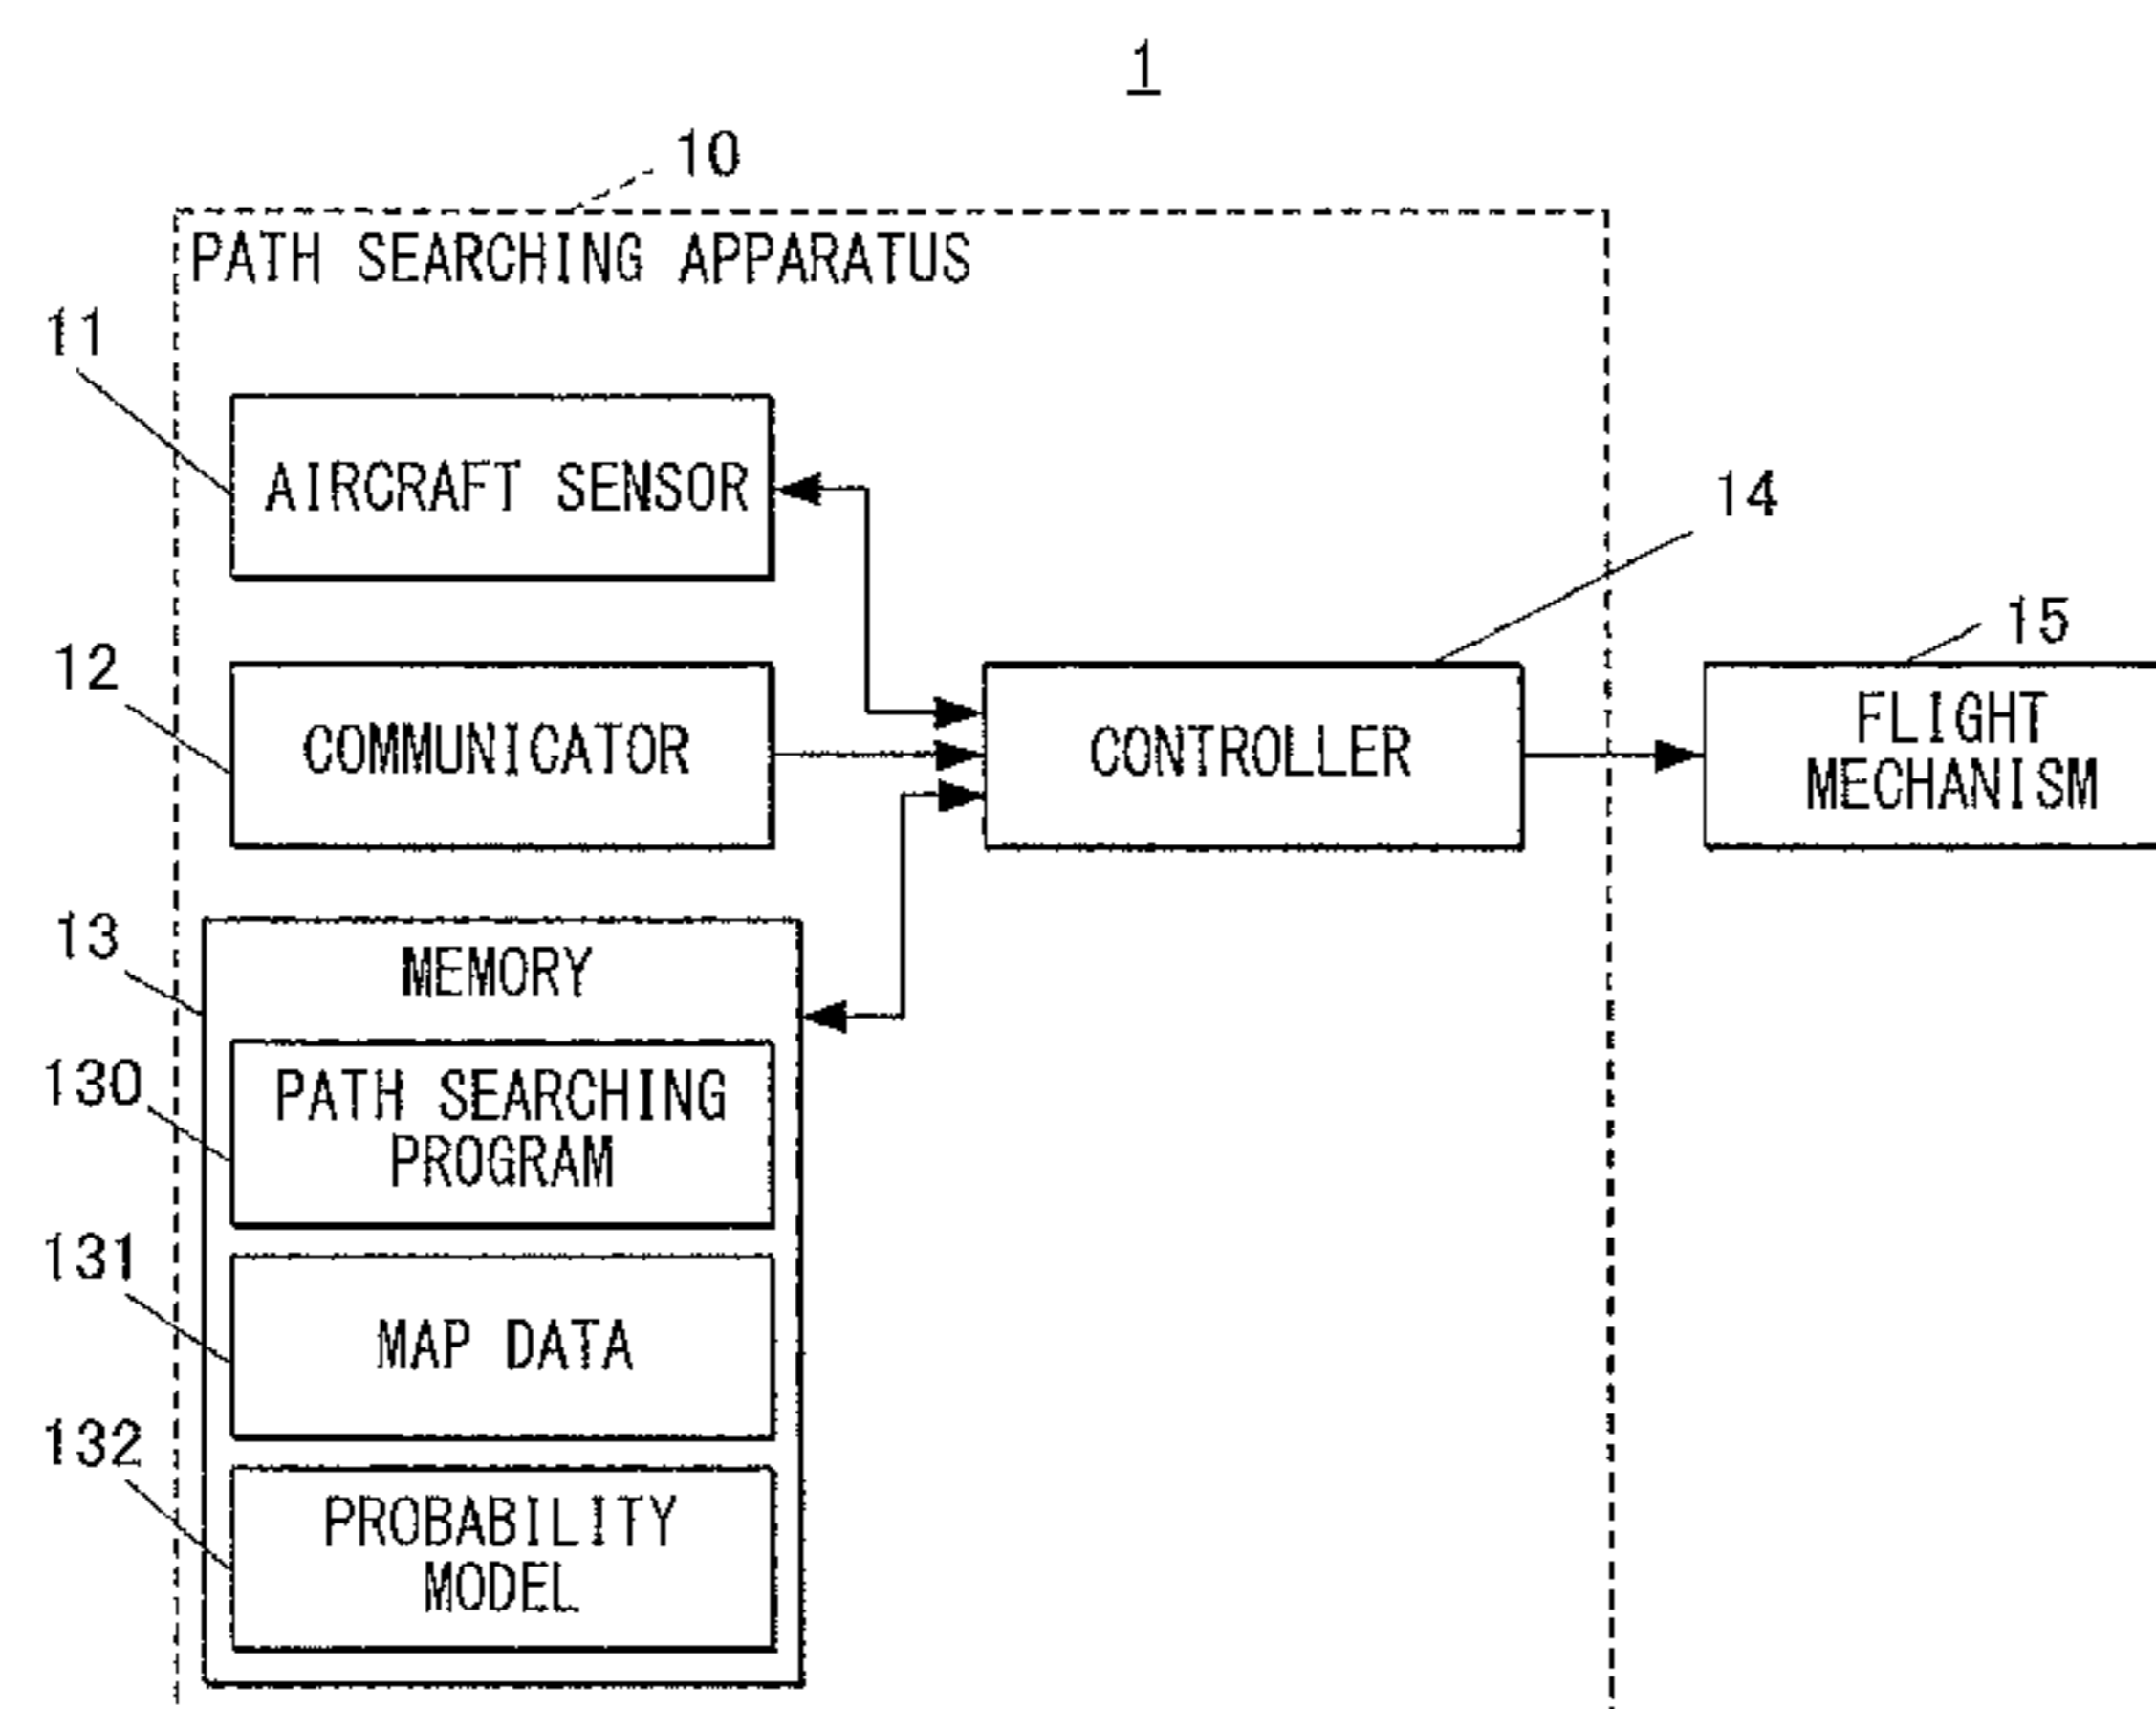 1
10
PATH SEARCHING APPARATUS
11
AIRCRAFT SENSOR
14
12
COMMUNICATOR
CONTROLLER
15
FLIGHT
MECHANISM
13
MEMORY
130
PATH SEARCHING
PROGRAM
131
MAP DATA
132
PROBABILITY
MODEL